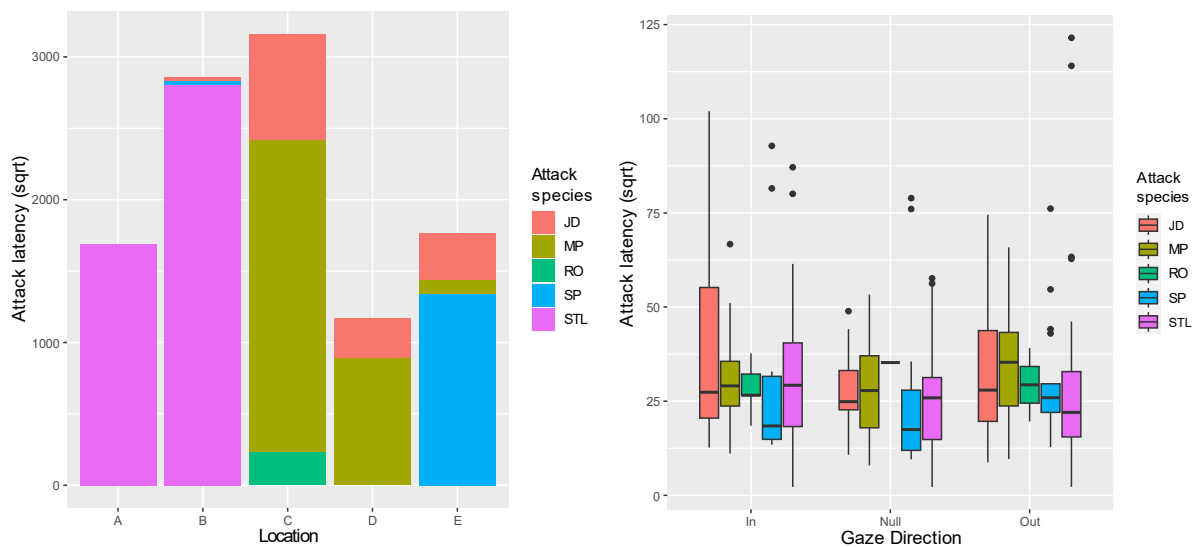 Attack latency (sqrt)
3000
2000
1000
0
A B C D E
Location
Attack
species
JD
MP
RO
SP
STL
Attack latency (sqrt)
125
100
75
50
25
0
In Null Out
Gaze Direction
Attack
species
JD
MP
RO
SP
STL